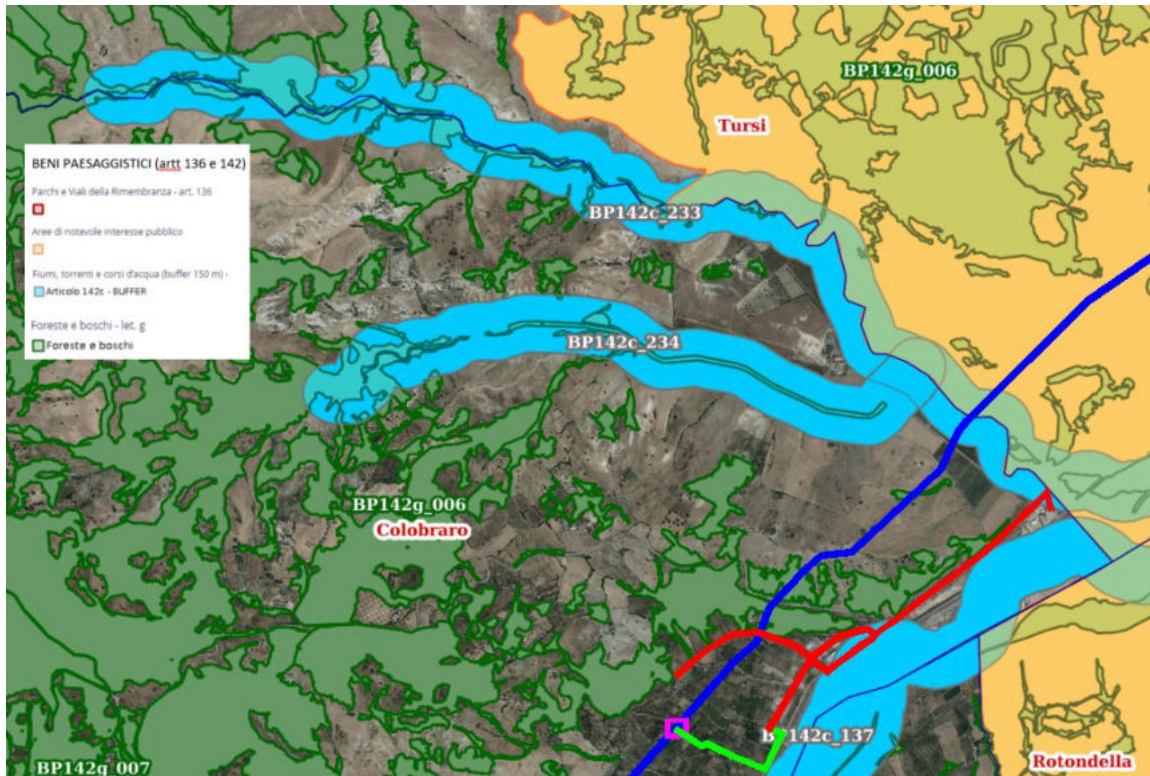 BP142g_006
Tursi
BENI PAESAGGISTICI (artt 136 e 142)
Parchi e Viali della Rimembranza - art. 136
Aree di notevole interesse pubblico
Fiumi, torrenti e corsi d'acqua (buffer 150 m) -
Articolo 142c - BUFFER
Foreste e boschi - let. g
Foreste e boschi
BP142c_233
BP142c_234
BP142g_006
Colobraro
BP142c_137
BP142g_007
Rotondella